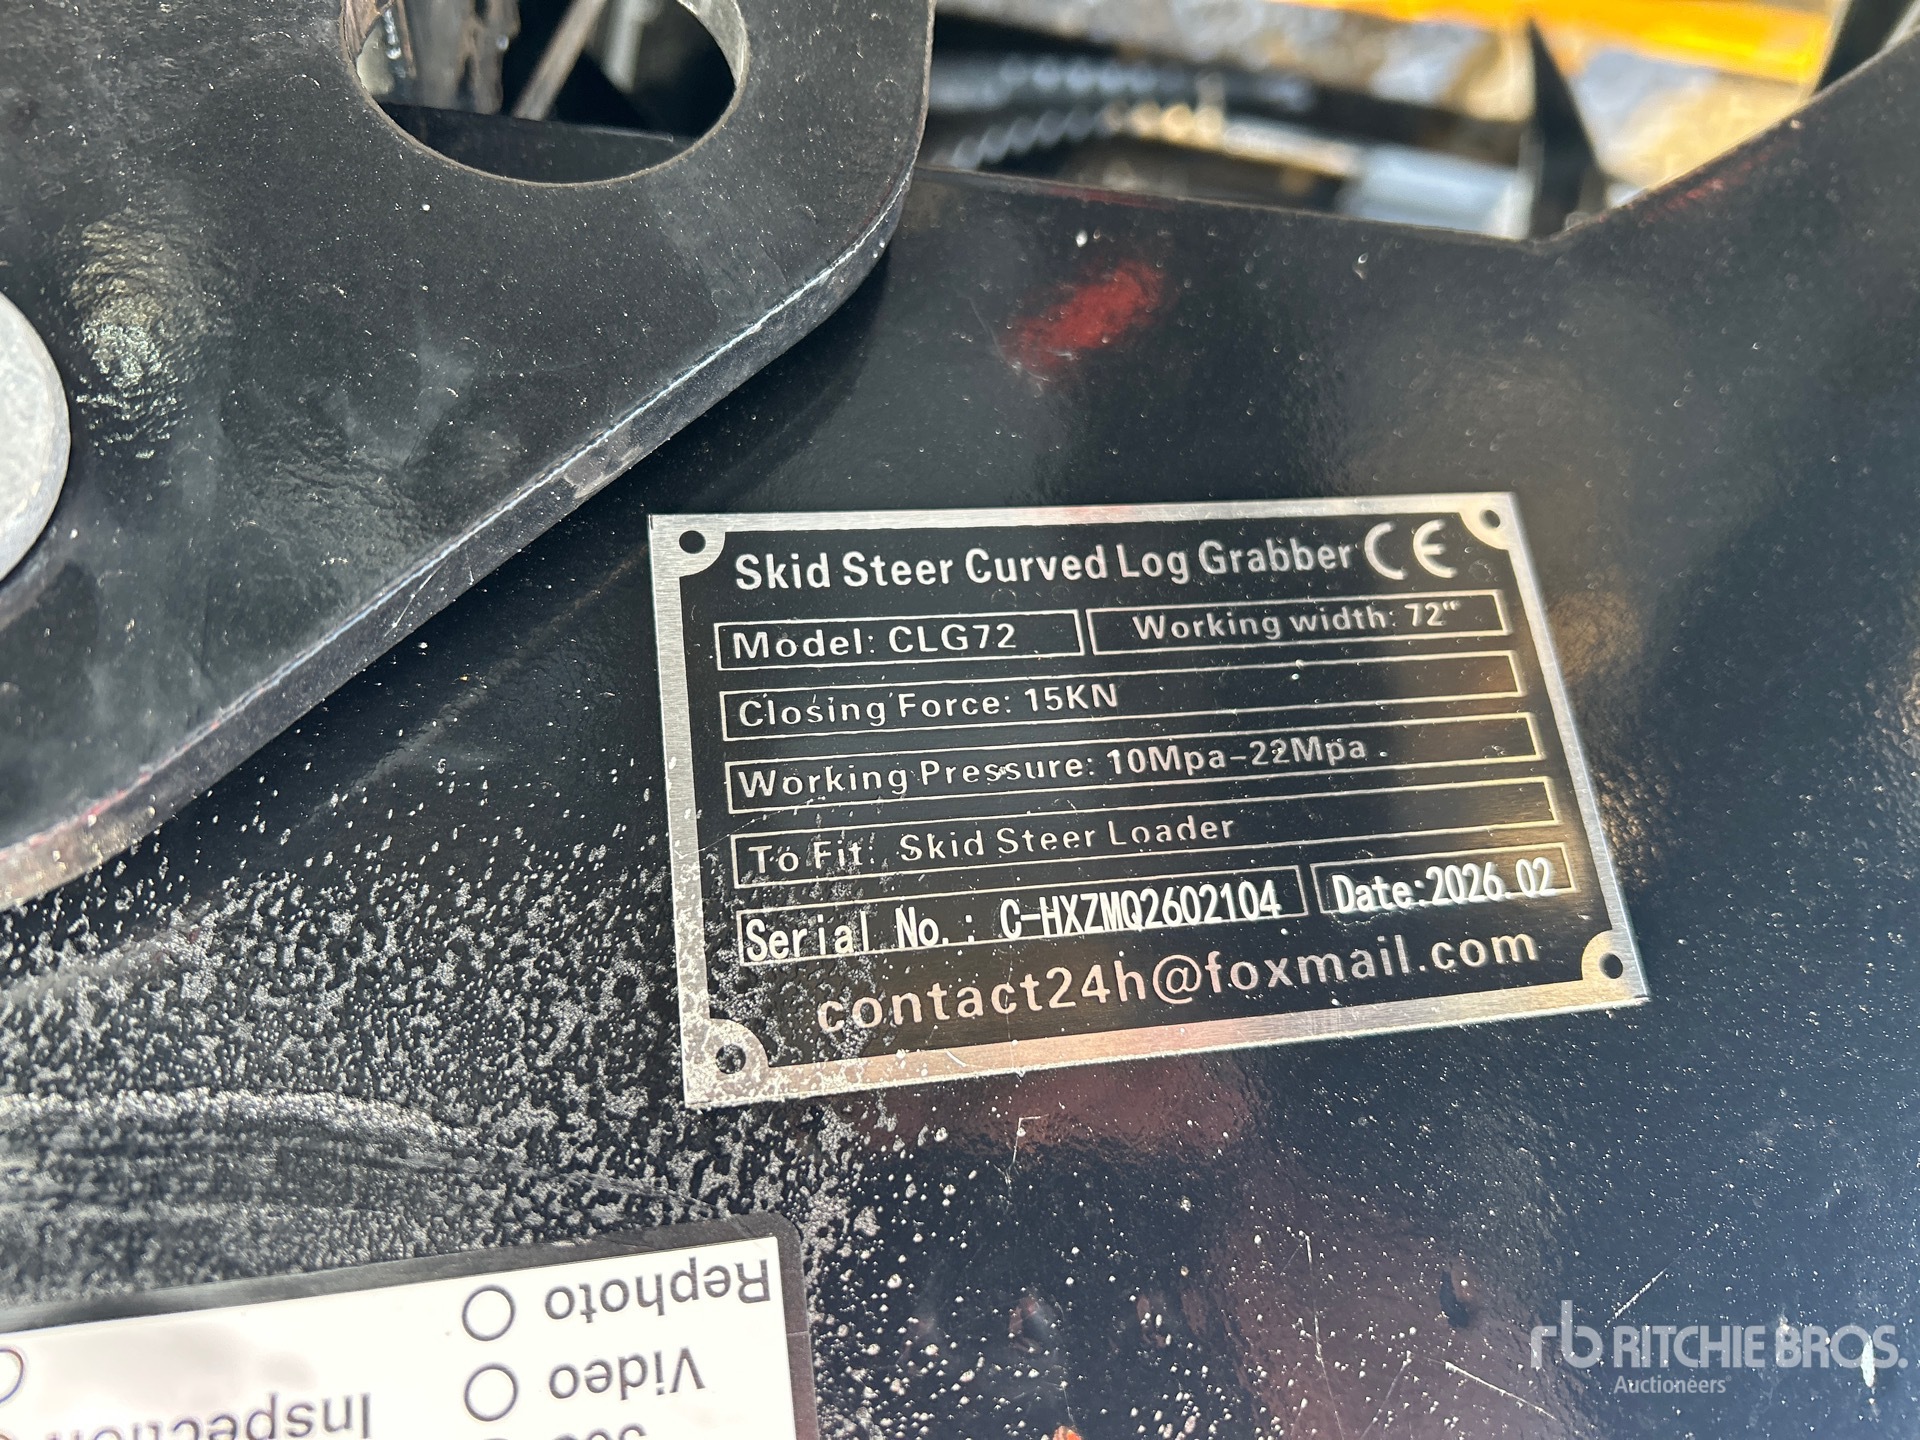 Skid Steer Curved Log Grabber CE
Model: CLG72
Working width: 72"
Closing Force: 15KN
Working Pressure: 10Mpa-22Mpa .
To Fit: Skid Steer Loader
Serial No.: C-HXZMQ2602104
Date:2026.02
contact24h@foxmail.com
Rephoto
Video
Inspection
rb RITCHIE BROS.
Auctioneers